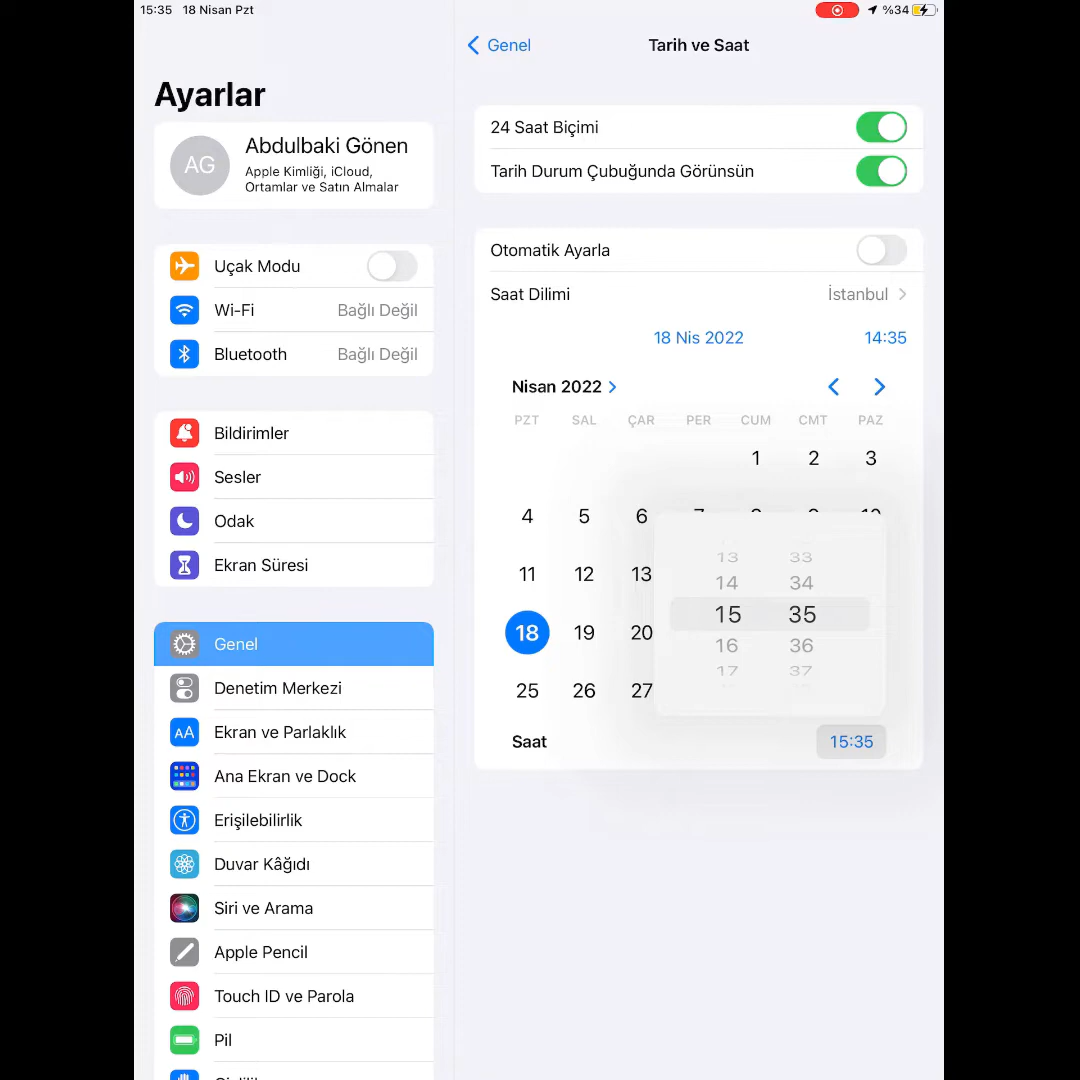 15:35 18 Nisan Pzt
%34
Ayarlar
AG
Abdulbaki Gönen
Apple Kimliği, iCloud,
Ortamlar ve Satın Almalar
Uçak Modu
Wi-Fi Bağlı Değil
Bluetooth Bağlı Değil
Bildirimler
Sesler
Odak
Ekran Süresi
Genel
Denetim Merkezi
AA Ekran ve Parlaklık
Ana Ekran ve Dock
Erişilebilirlik
Duvar Kâğıdı
Siri ve Arama
Apple Pencil
Touch ID ve Parola
Pil
Genel
Tarih ve Saat
24 Saat Biçimi
Tarih Durum Çubuğunda Görünsün
Otomatik Ayarla
Saat Dilimi İstanbul
18 Nis 2022 14:35
Nisan 2022
PZT SAL ÇAR PER CUM CMT PAZ
1 2 3
4 5 6
11 12 13
18 19 20
25 26 27
13 33
14 34
15 35
16 36
17 37
Saat 15:35